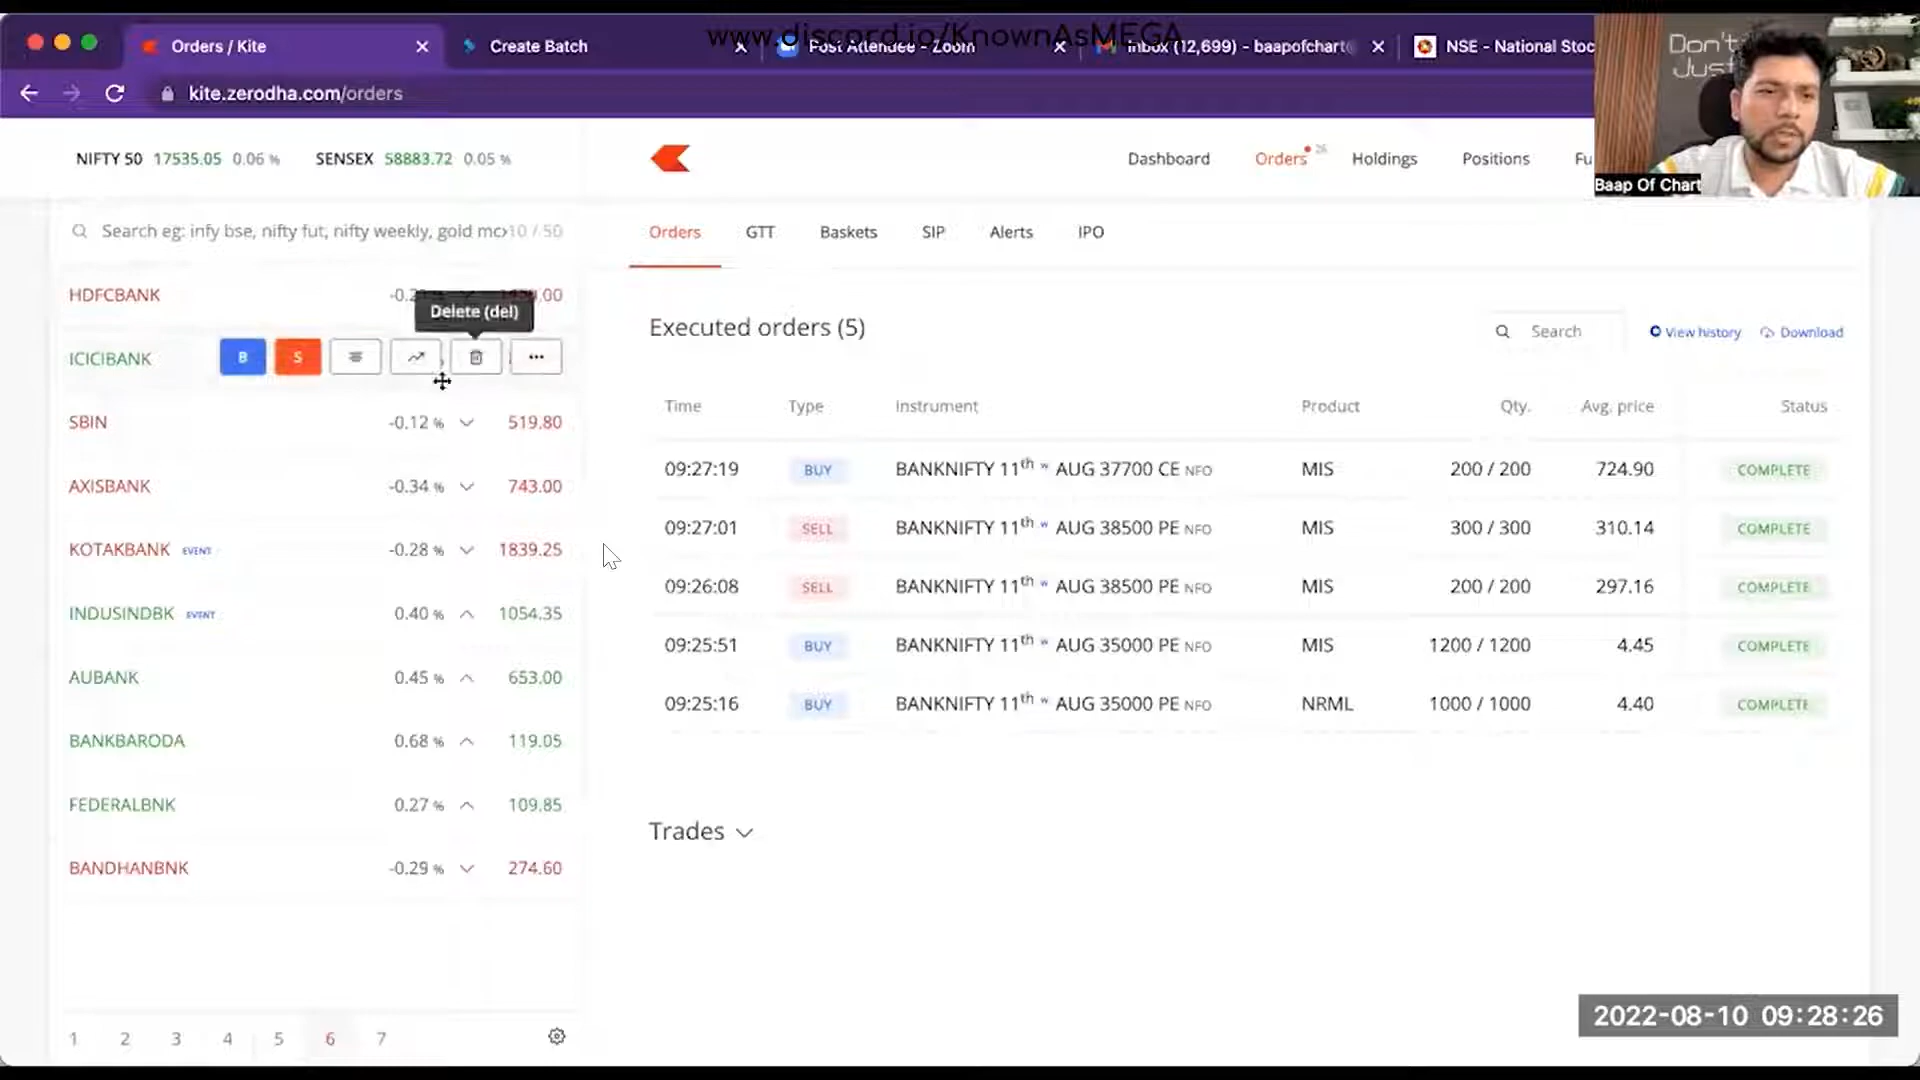 www.discord.io/KnownAsMEGA
Orders / Kite
Create Batch
Post Attendee - Zoom
Inbox (12,699) - baapofchart
NSE - National Stoc
kite.zerodha.com/orders
Don't
Just
Baap Of Chart
NIFTY 50 17535.05 0.06 %
SENSEX 58883.72 0.05 %
Dashboard
Orders 26
Holdings
Positions
Fu
Search eg: infy bse, nifty fut, nifty weekly, gold mcx 10 / 50
Orders
GTT
Baskets
SIP
Alerts
IPO
HDFCBANK
Delete (del)
ICICIBANK B S
SBIN -0.12 % 519.80
AXISBANK -0.34 % 743.00
KOTAKBANK EVENT -0.28 % 1839.25
INDUSINDBK EVENT 0.40 % 1054.35
AUBANK 0.45 % 653.00
BANKBARODA 0.68 % 119.05
FEDERALBNK 0.27 % 109.85
BANDHANBNK -0.29 % 274.60
1 2 3 4 5 6 7
Executed orders (5)
Search
View history
Download
Time Type Instrument Product Qty. Avg. price Status
09:27:19 BUY BANKNIFTY 11th w AUG 37700 CE NFO MIS 200 / 200 724.90 COMPLETE
09:27:01 SELL BANKNIFTY 11th w AUG 38500 PE NFO MIS 300 / 300 310.14 COMPLETE
09:26:08 SELL BANKNIFTY 11th w AUG 38500 PE NFO MIS 200 / 200 297.16 COMPLETE
09:25:51 BUY BANKNIFTY 11th w AUG 35000 PE NFO MIS 1200 / 1200 4.45 COMPLETE
09:25:16 BUY BANKNIFTY 11th w AUG 35000 PE NFO NRML 1000 / 1000 4.40 COMPLETE
Trades
2022-08-10 09:28:26